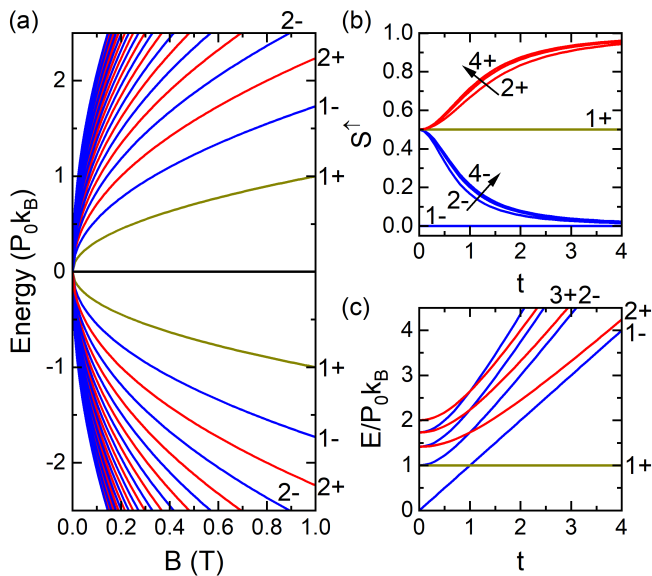 (a)
2-
2+
1-
1+
1+
1-
2+
2-
2
1
0
-1
-2
Energy (P₀k_B)
0.0 0.2 0.4 0.6 0.8 1.0
B (T)
(b)
1.0
0.8
0.6
0.4
0.2
0.0
S↑
4+
2+
1+
4-
2-
1-
0 1 2 3 4
t
(c)
3+2-
2+
1-
1+
4
3
2
1
0
E/P₀k_B
0 1 2 3 4
t